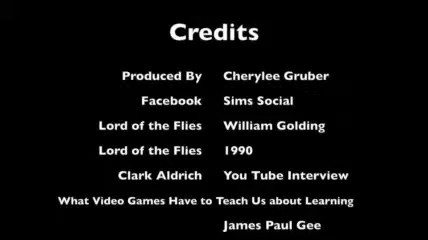 Credits
Produced By Cherylee Gruber
Facebook Sims Social
Lord of the Flies William Golding
Lord of the Flies 1990
Clark Aldrich You Tube Interview
What Video Games Have to Teach Us about Learning
James Paul Gee